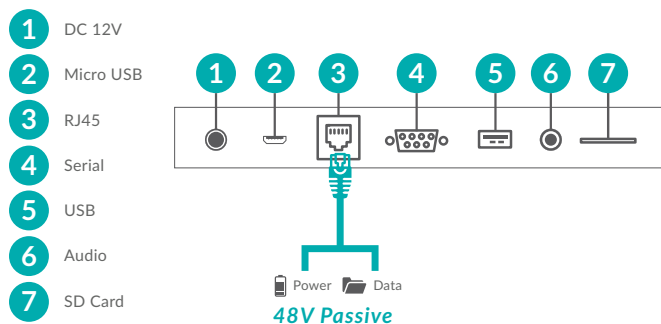 1 DC 12V
2 Micro USB
3 RJ45
4 Serial
5 USB
6 Audio
7 SD Card
1 2 3 4 5 6 7
Power Data
48V Passive